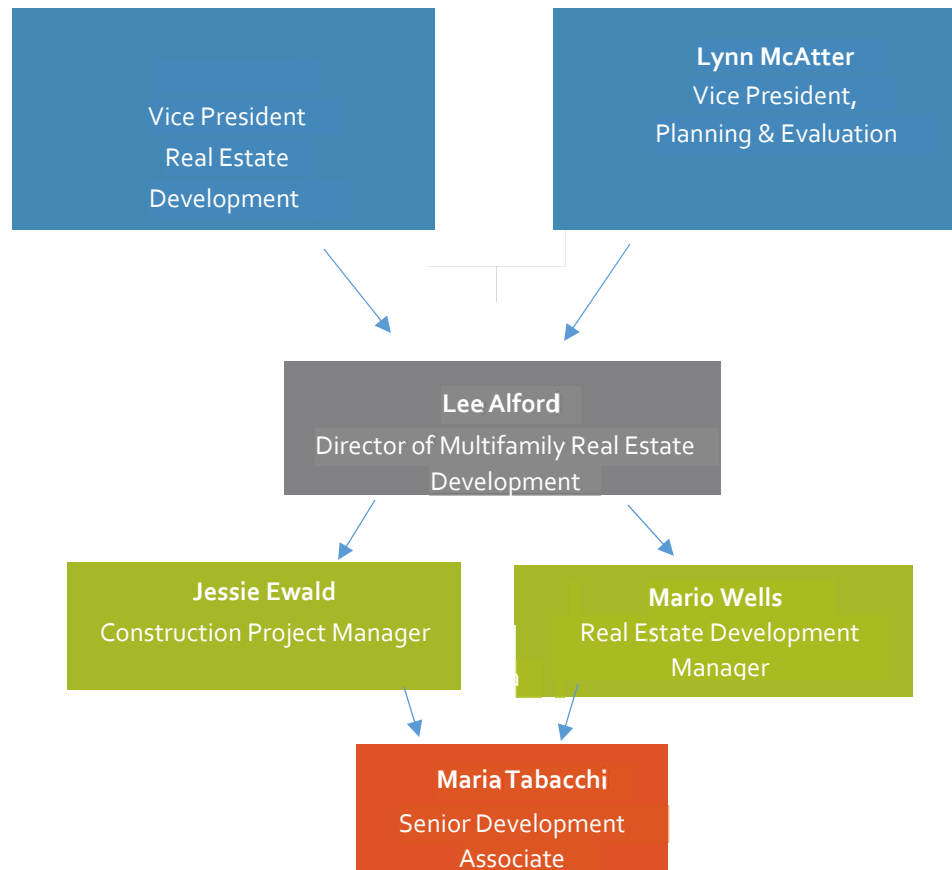 Vice President
Real Estate
Development
Lynn McAtter
Vice President,
Planning & Evaluation
Lee Alford
Director of Multifamily Real Estate
Development
Jessie Ewald
Construction Project Manager
Mario Wells
Real Estate Development
Manager
Maria Tabacchi
Senior Development
Associate